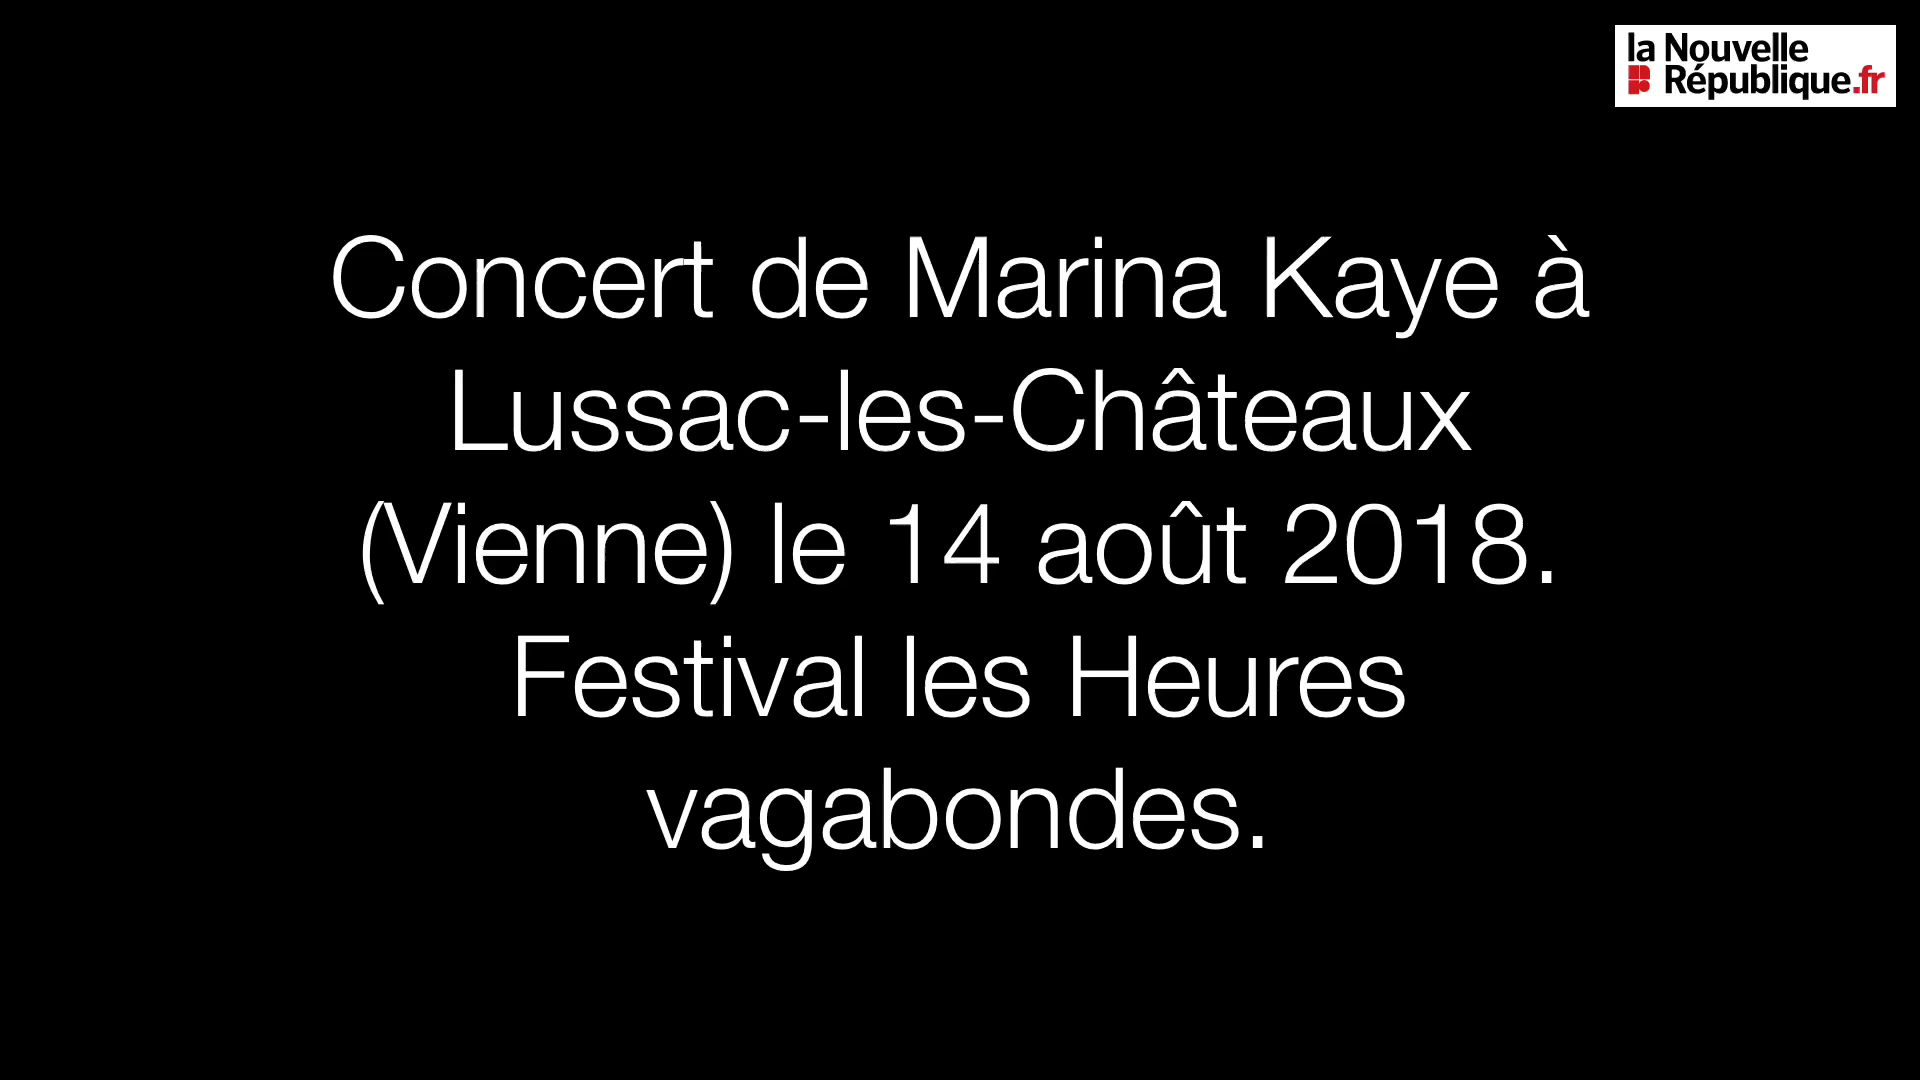 la Nouvelle
République.fr
Concert de Marina Kaye à
Lussac-les-Châteaux
(Vienne) le 14 août 2018.
Festival les Heures
vagabondes.